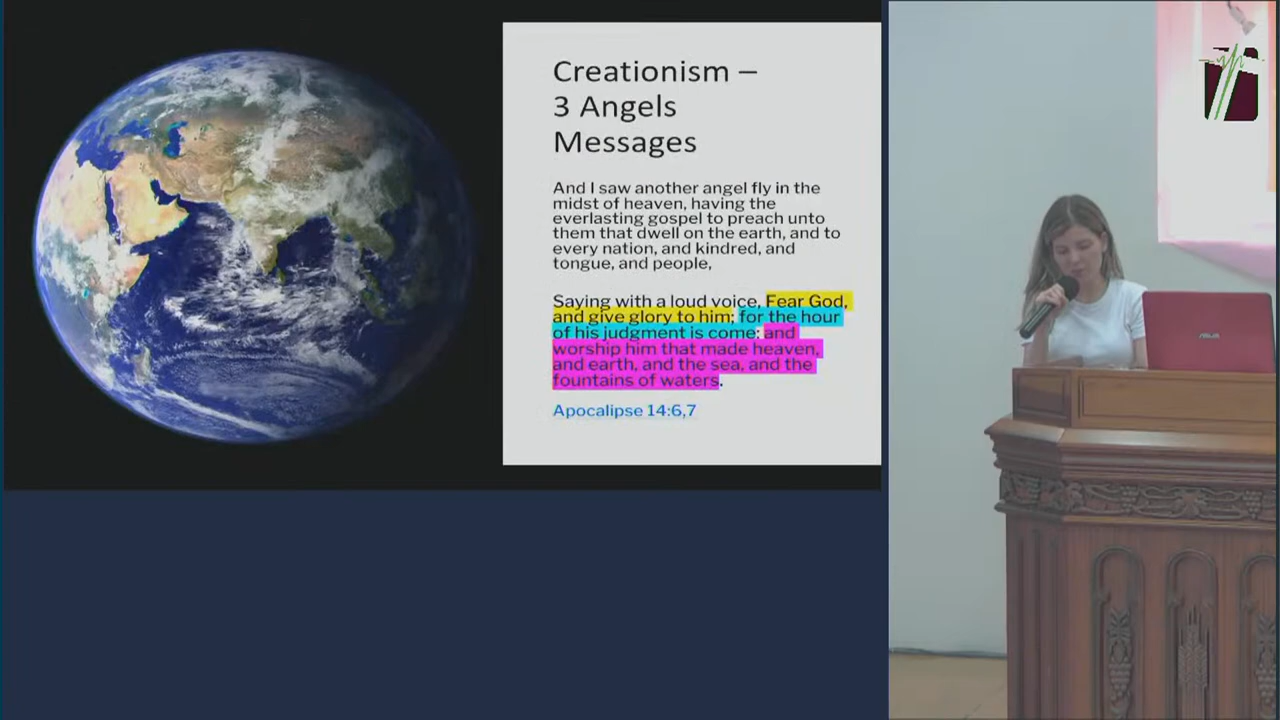 Creationism –
3 Angels
Messages
And I saw another angel fly in the
midst of heaven, having the
everlasting gospel to preach unto
them that dwell on the earth, and to
every nation, and kindred, and
tongue, and people,
Saying with a loud voice, Fear God,
and give glory to him; for the hour
of his judgment is come: and
worship him that made heaven,
and earth, and the sea, and the
fountains of waters.
Apocalipse 14:6,7
ASUS